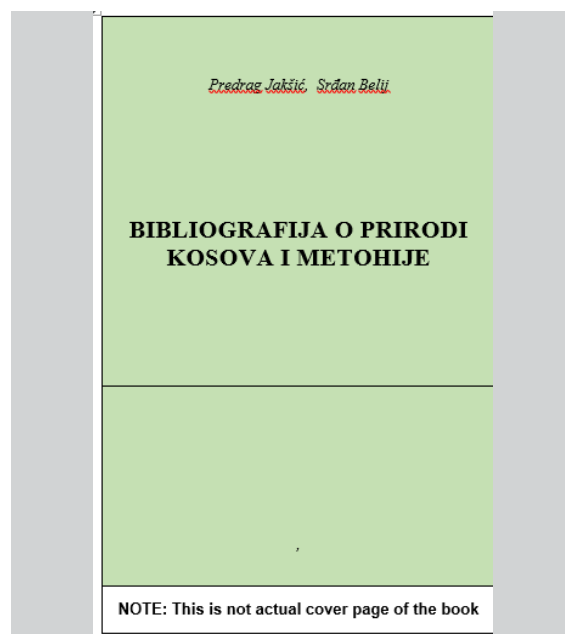 Predrag Jakšić, Srđan Belij
BIBLIOGRAFIJA O PRIRODI
KOSOVA I METOHIJE
,
NOTE: This is not actual cover page of the book